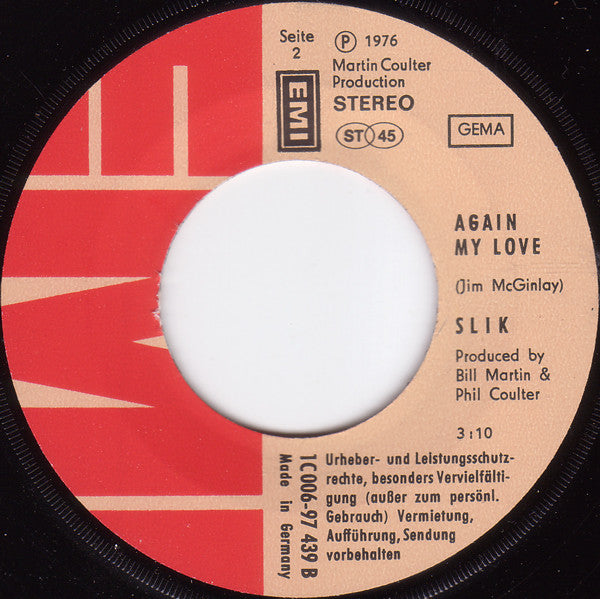 Seite
2
℗ 1976
Martin Coulter
Production
STEREO
EMI
ST 45
GEMA
AGAIN
MY LOVE
(Jim McGinlay)
SLIK
Produced by
Bill Martin &
Phil Coulter
3:10
1C006-97 439 B
Made in Germany
Urheber- und Leistungsschutz-
rechte, besonders Vervielfälti-
gung (außer zum persönl.
Gebrauch) Vermietung,
Aufführung, Sendung
vorbehalten